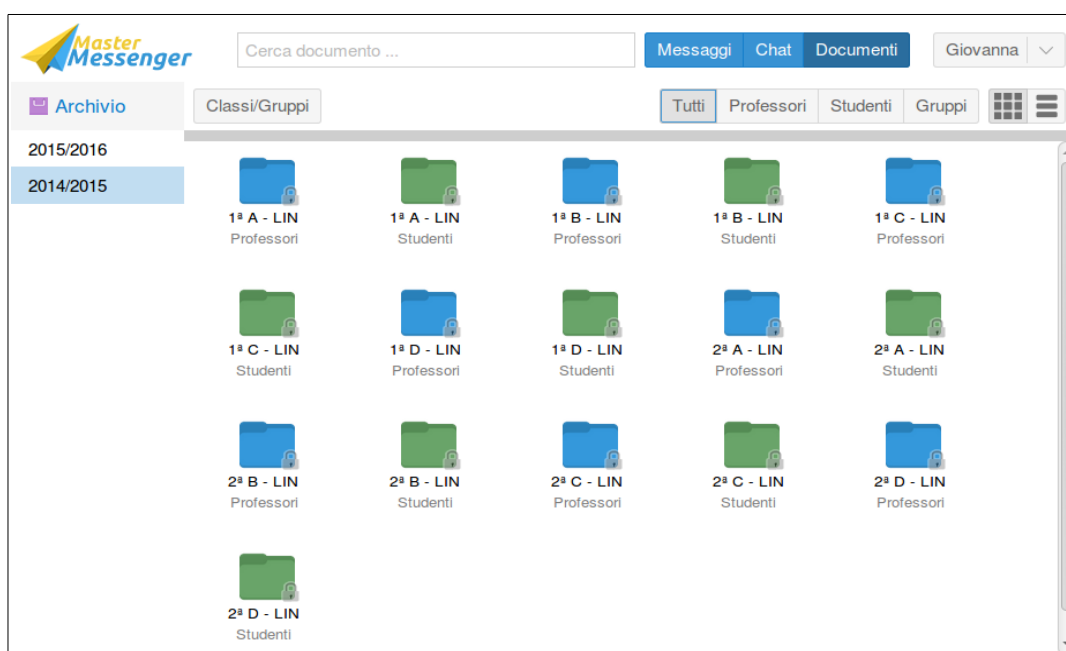 Master
Messenger
Cerca documento ...
Messaggi Chat Documenti
Giovanna
Archivio
Classi/Gruppi
Tutti Professori Studenti Gruppi
2015/2016
2014/2015
1ª A - LIN 1ª A - LIN 1ª B - LIN 1ª B - LIN 1ª C - LIN
Professori Studenti Professori Studenti Professori
1ª C - LIN 1ª D - LIN 1ª D - LIN 2ª A - LIN 2ª A - LIN
Studenti Professori Studenti Professori Studenti
2ª B - LIN 2ª B - LIN 2ª C - LIN 2ª C - LIN 2ª D - LIN
Professori Studenti Professori Studenti Professori
2ª D - LIN
Studenti